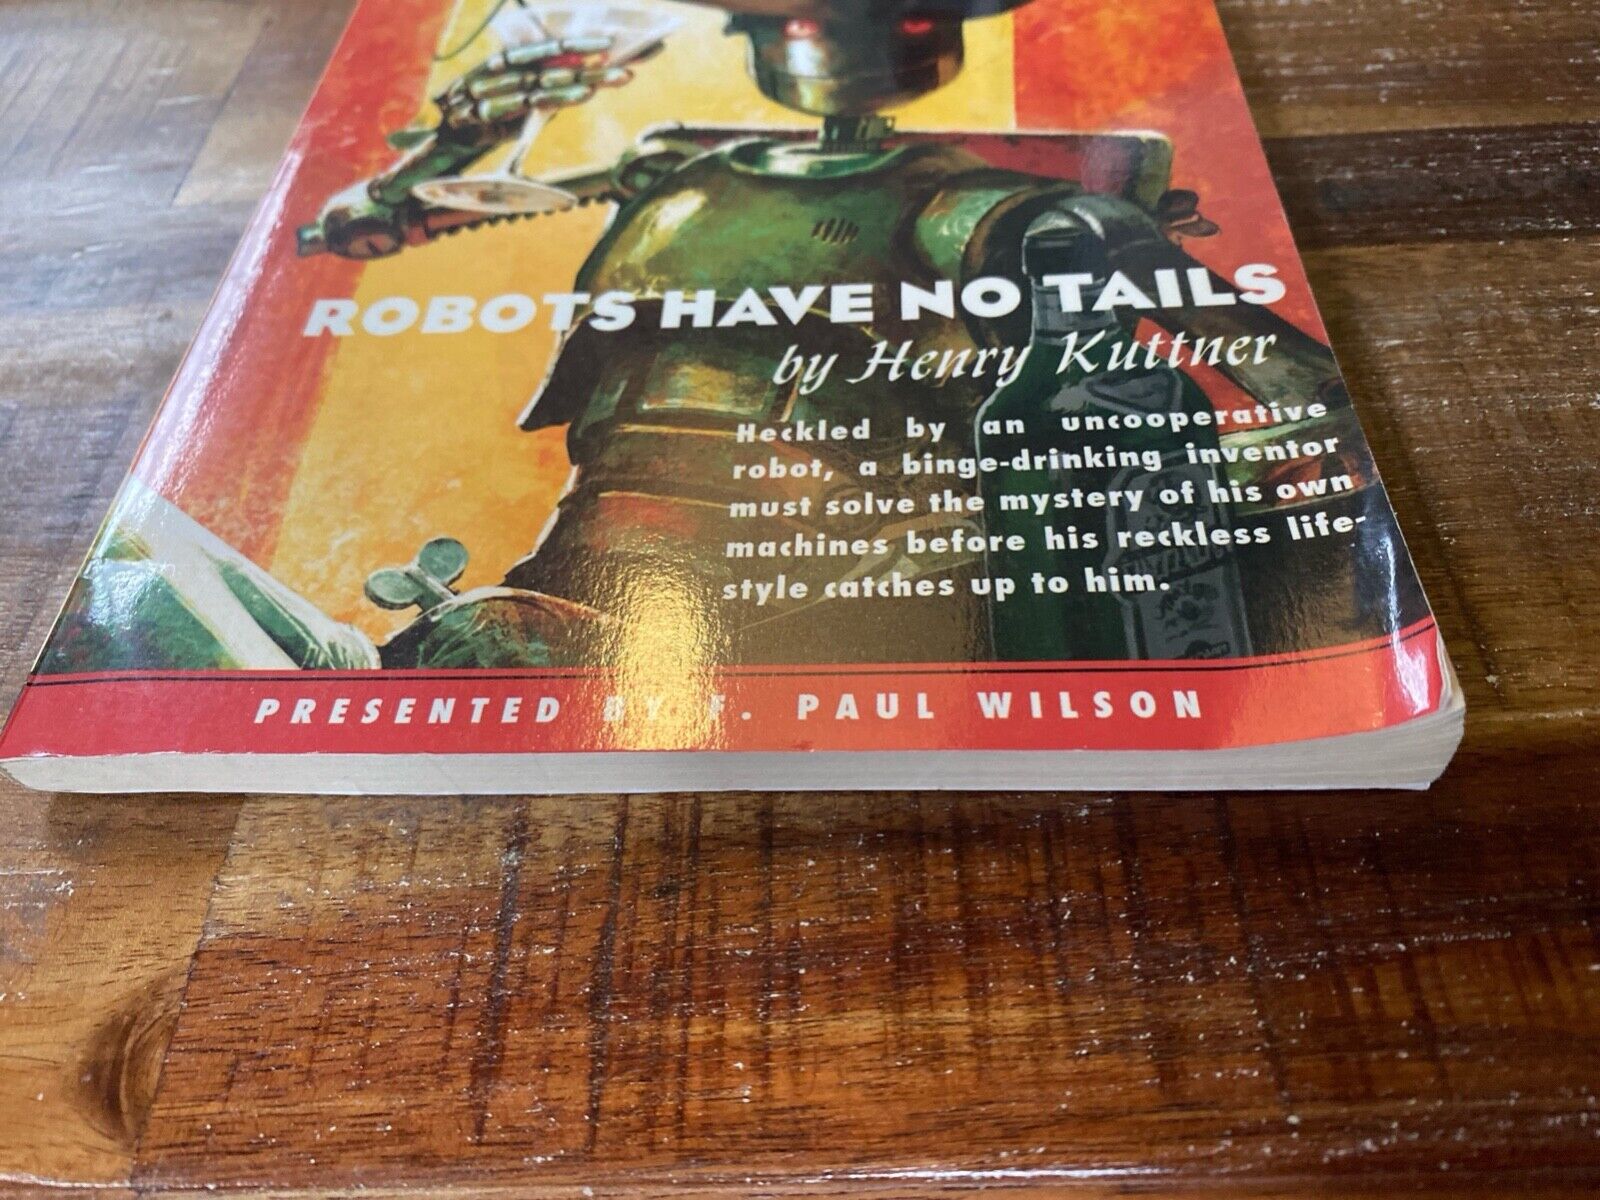 ROBOTS HAVE NO TAILS
by Henry Kuttner
Heckled by an uncooperative
robot, a binge-drinking inventor
must solve the mystery of his own
machines before his reckless life-
style catches up to him.
PRESENTED BY F. PAUL WILSON